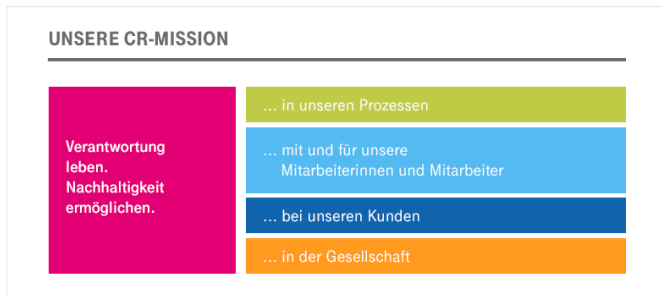 UNSERE CR-MISSION
Verantwortung
leben.
Nachhaltigkeit
ermöglichen.
... in unseren Prozessen
... mit und für unsere
Mitarbeiterinnen und Mitarbeiter
... bei unseren Kunden
... in der Gesellschaft